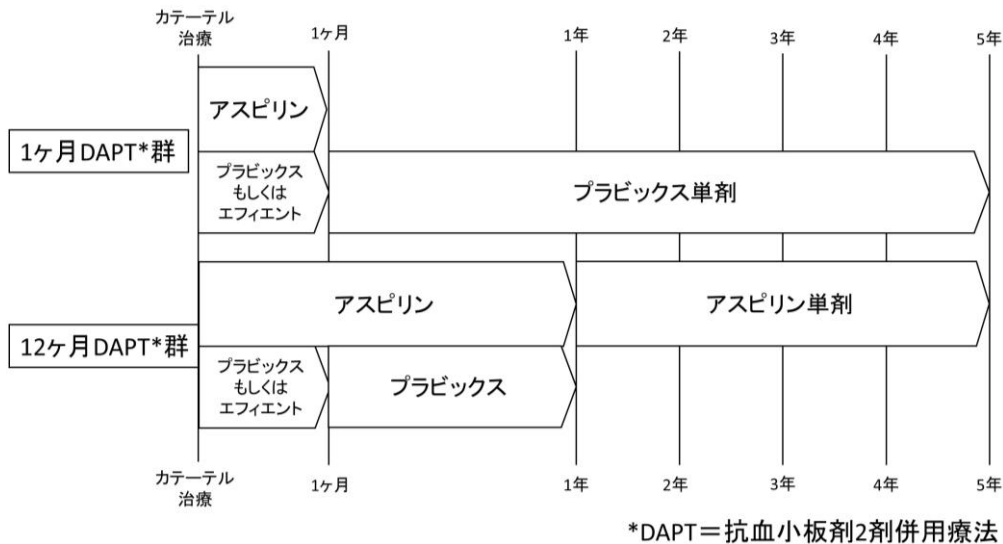 カテーテル
治療
1ヶ月
1年
2年
3年
4年
5年
アスピリン
1ヶ月DAPT*群
プラビックス
もしくは
エフィエント
プラビックス単剤
アスピリン
アスピリン単剤
12ヶ月DAPT*群
プラビックス
もしくは
エフィエント
プラビックス
カテーテル
治療
1ヶ月
1年
2年
3年
4年
5年
*DAPT＝抗血小板剤2剤併用療法